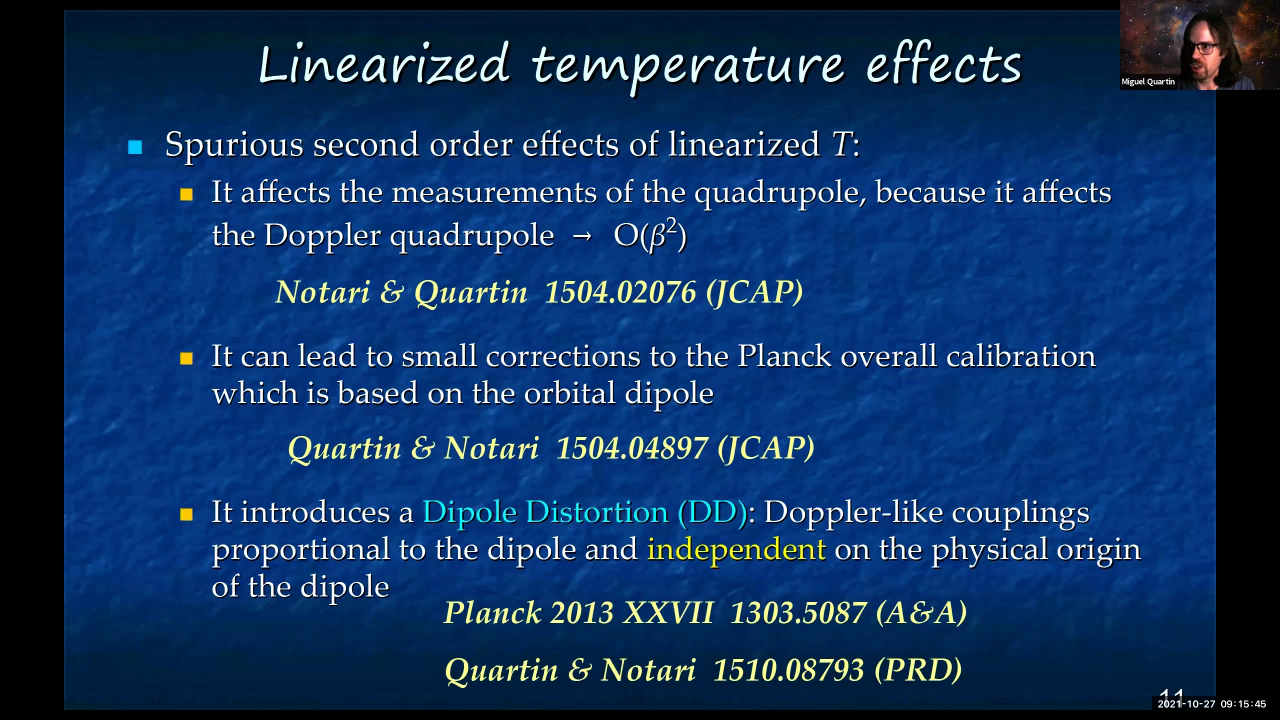 Linearized temperature effects
Miguel Quartin
Spurious second order effects of linearized T:
It affects the measurements of the quadrupole, because it affects
the Doppler quadrupole → O(β²)
Notari & Quartin 1504.02076 (JCAP)
It can lead to small corrections to the Planck overall calibration
which is based on the orbital dipole
Quartin & Notari 1504.04897 (JCAP)
It introduces a Dipole Distortion (DD): Doppler-like couplings
proportional to the dipole and independent on the physical origin
of the dipole
Planck 2013 XXVII 1303.5087 (A&A)
Quartin & Notari 1510.08793 (PRD)
11
2021-10-27 09:15:45